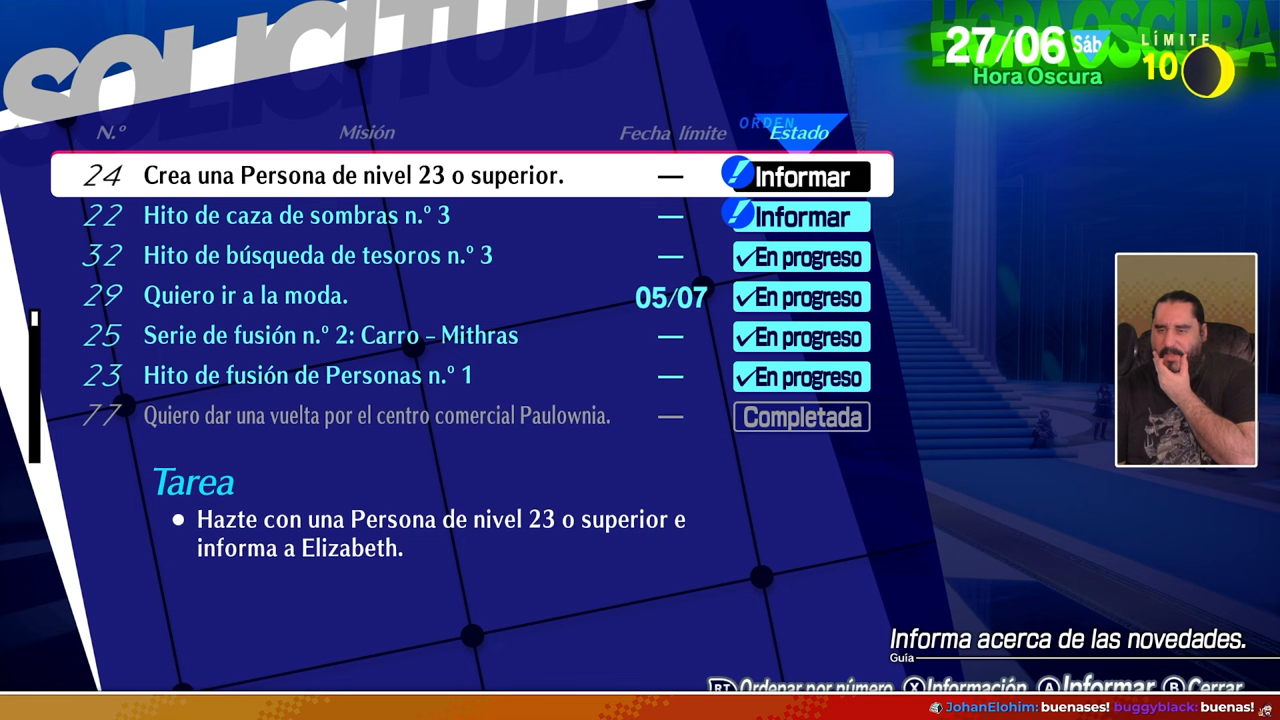 SOLICITUD
HORA OSCURA
27/06 Sáb
Hora Oscura
LÍMITE
10
N.º Misión Fecha límite ORDEN Estado
24 Crea una Persona de nivel 23 o superior. — Informar
22 Hito de caza de sombras n.º 3 — Informar
32 Hito de búsqueda de tesoros n.º 3 — En progreso
29 Quiero ir a la moda. 05/07 En progreso
25 Serie de fusión n.º 2: Carro – Mithras — En progreso
23 Hito de fusión de Personas n.º 1 — En progreso
77 Quiero dar una vuelta por el centro comercial Paulownia. — Completada
Tarea
• Hazte con una Persona de nivel 23 o superior e
informa a Elizabeth.
Informa acerca de las novedades.
Guía
RT Ordenar por número X Información A Informar B Cerrar
JohanElohim: buenases! buggyblack: buenas!